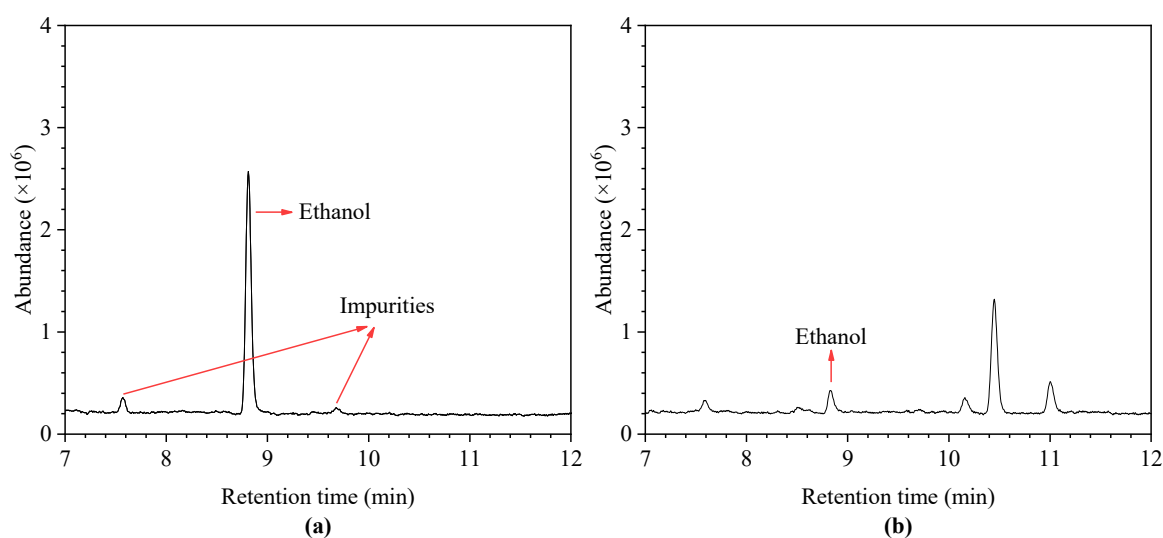 4
3
2
1
0
Abundance (×10⁶)
Ethanol
Impurities
7 8 9 10 11 12
Retention time (min)
(a)
4
3
2
1
0
Abundance (×10⁶)
Ethanol
7 8 9 10 11 12
Retention time (min)
(b)